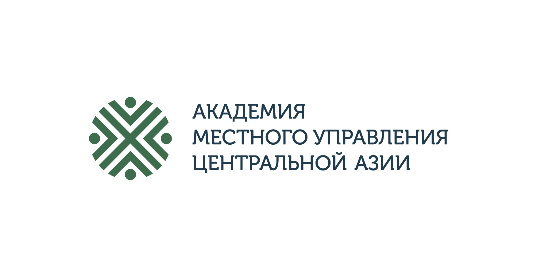 АКАДЕМИЯ
МЕСТНОГО УПРАВЛЕНИЯ
ЦЕНТРАЛЬНОЙ АЗИИ